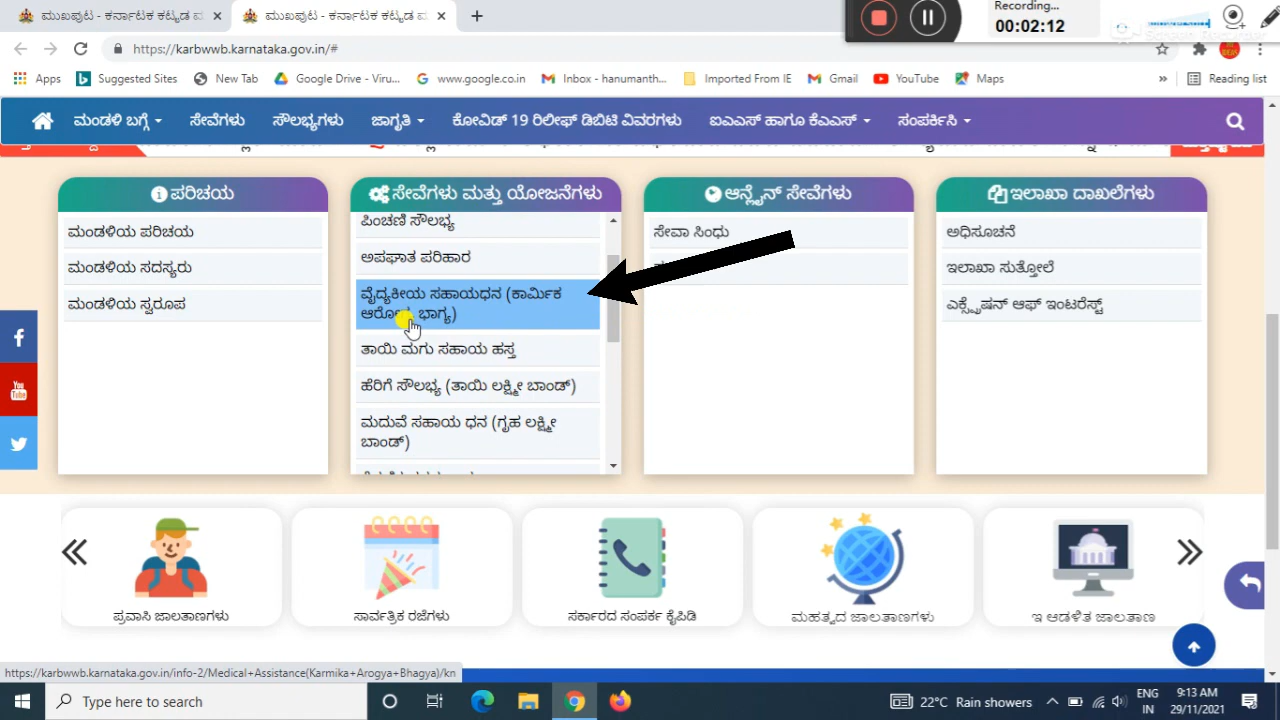 ಮುಖಪುಟ - ಕರ್ನಾಟಕ ಕಟ್ಟಡ ಮ
ಮುಖಪುಟ - ಕರ್ನಾಟಕ ಕಟ್ಟಡ ಮ
Recording...
00:02:12
Screen Recorder
https://karbwwb.karnataka.gov.in/#
Apps Suggested Sites New Tab Google Drive - Viru... www.google.co.in Inbox - hanumanth... Imported From IE Gmail YouTube Maps » Reading list
ಮಂಡಳಿ ಬಗ್ಗೆ ಸೇವೆಗಳು ಸೌಲಭ್ಯಗಳು ಜಾಗೃತಿ ಕೋವಿಡ್ 19 ರಿಲೀಫ್ ಡಿಬಿಟಿ ವಿವರಗಳು ಐಎಎಸ್ ಹಾಗೂ ಕೆಎಎಸ್ ಸಂಪರ್ಕಿಸಿ
ಪರಿಚಯ
ಮಂಡಳಿಯ ಪರಿಚಯ
ಮಂಡಳಿಯ ಸದಸ್ಯರು
ಮಂಡಳಿಯ ಸ್ವರೂಪ
ಸೇವೆಗಳು ಮತ್ತು ಯೋಜನೆಗಳು
ಪಿಂಚಣಿ ಸೌಲಭ್ಯ
ಅಪಘಾತ ಪರಿಹಾರ
ವೈದ್ಯಕೀಯ ಸಹಾಯಧನ (ಕಾರ್ಮಿಕ
ಭಾಗ್ಯ)
ತಾಯಿ ಮಗು ಸಹಾಯ ಹಸ್ತ
ಹೆರಿಗೆ ಸೌಲಭ್ಯ (ತಾಯಿ ಲಕ್ಷ್ಮೀ ಬಾಂಡ್)
ಮದುವೆ ಸಹಾಯ ಧನ (ಗೃಹ ಲಕ್ಷ್ಮೀ
ಬಾಂಡ್)
ಆನ್ಲೈನ್ ಸೇವೆಗಳು
ಸೇವಾ ಸಿಂಧು
ಇಲಾಖಾ ದಾಖಲೆಗಳು
ಅಧಿಸೂಚನೆ
ಇಲಾಖಾ ಸುತ್ತೋಲೆ
ಎಕ್ಸ್ಪ್ರೆಷನ್ ಆಫ್ ಇಂಟರೆಸ್ಟ್
You
Tube
ಪ್ರವಾಸಿ ಜಾಲತಾಣಗಳು
ಸಾರ್ವತ್ರಿಕ ರಜೆಗಳು
ಸರ್ಕಾರದ ಸಂಪರ್ಕ ಕೈಪಿಡಿ
ಮಹತ್ವದ ಜಾಲತಾಣಗಳು
ಇ ಆಡಳಿತ ಜಾಲತಾಣ
https://karbwwb.karnataka.gov.in/info-2/Medical+Assistance(Karmika+Arogya+Bhagya)/kn
Type here to search
22°C Rain showers
ENG
IN
9:13 AM
29/11/2021